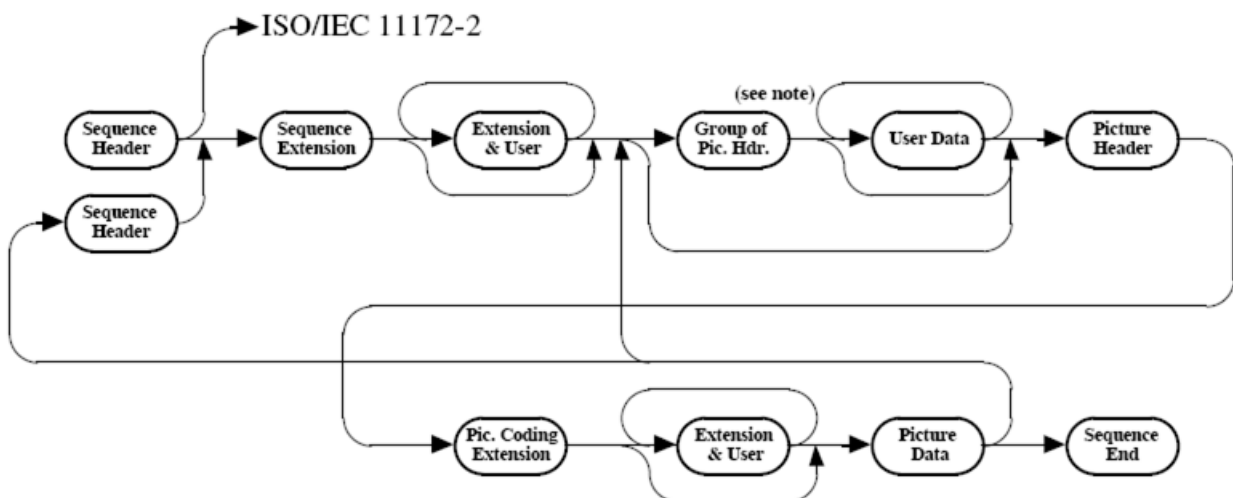 ISO/IEC 11172-2
(see note)
Sequence
Header
Sequence
Extension
Extension
& User
Group of
Pic. Hdr.
User Data
Picture
Header
Sequence
Header
Pic. Coding
Extension
Extension
& User
Picture
Data
Sequence
End